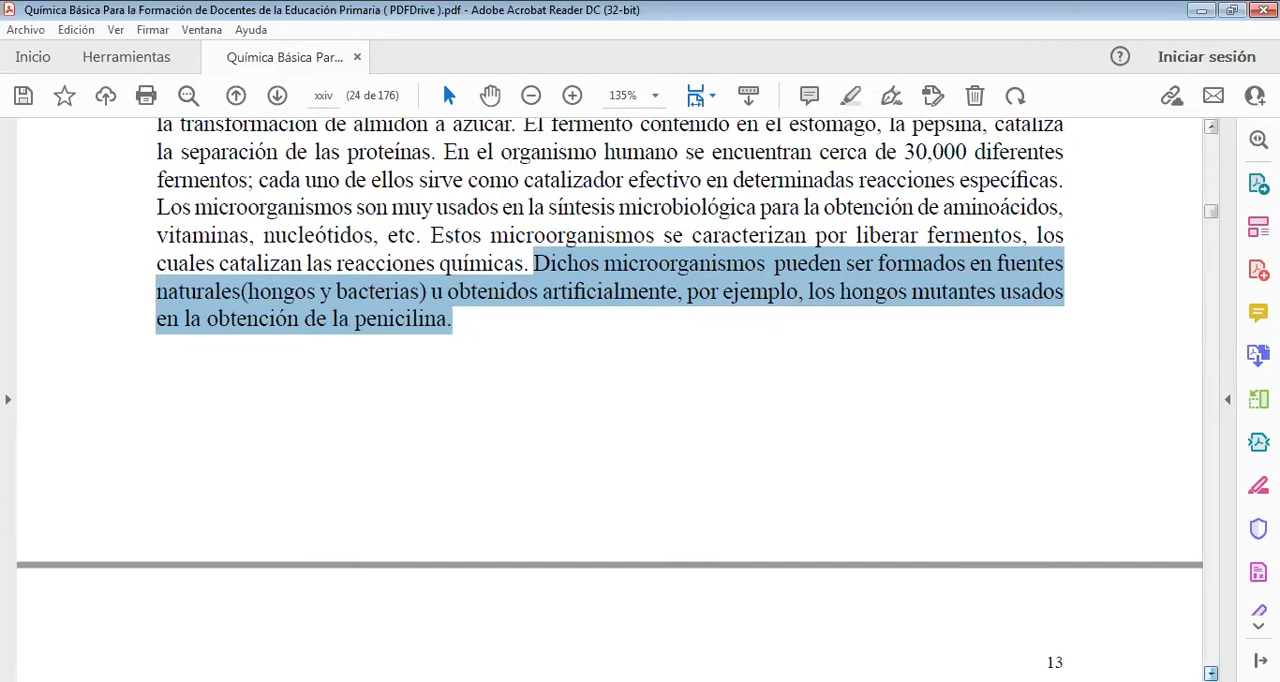 Química Básica Para la Formación de Docentes de la Educación Primaria ( PDFDrive ).pdf - Adobe Acrobat Reader DC (32-bit)
Archivo Edición Ver Firmar Ventana Ayuda
Inicio Herramientas Química Básica Par... × Iniciar sesión
xxiv (24 de 176) 135%
la transformación de almidón a azúcar. El fermento contenido en el estómago, la pepsina, cataliza
la separación de las proteínas. En el organismo humano se encuentran cerca de 30,000 diferentes
fermentos; cada uno de ellos sirve como catalizador efectivo en determinadas reacciones específicas.
Los microorganismos son muy usados en la síntesis microbiológica para la obtención de aminoácidos,
vitaminas, nucleótidos, etc. Estos microorganismos se caracterizan por liberar fermentos, los
cuales catalizan las reacciones químicas. Dichos microorganismos pueden ser formados en fuentes
naturales(hongos y bacterias) u obtenidos artificialmente, por ejemplo, los hongos mutantes usados
en la obtención de la penicilina.
13